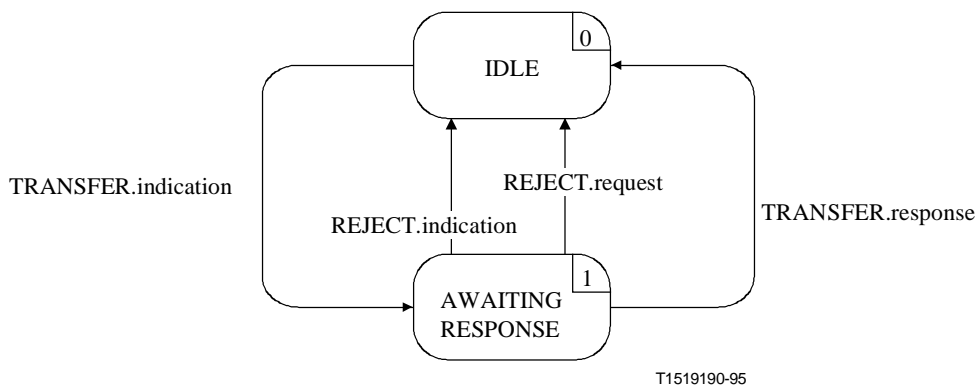 0
IDLE
TRANSFER.indication
REJECT.request
REJECT.indication
TRANSFER.response
1
AWAITING
RESPONSE
T1519190-95